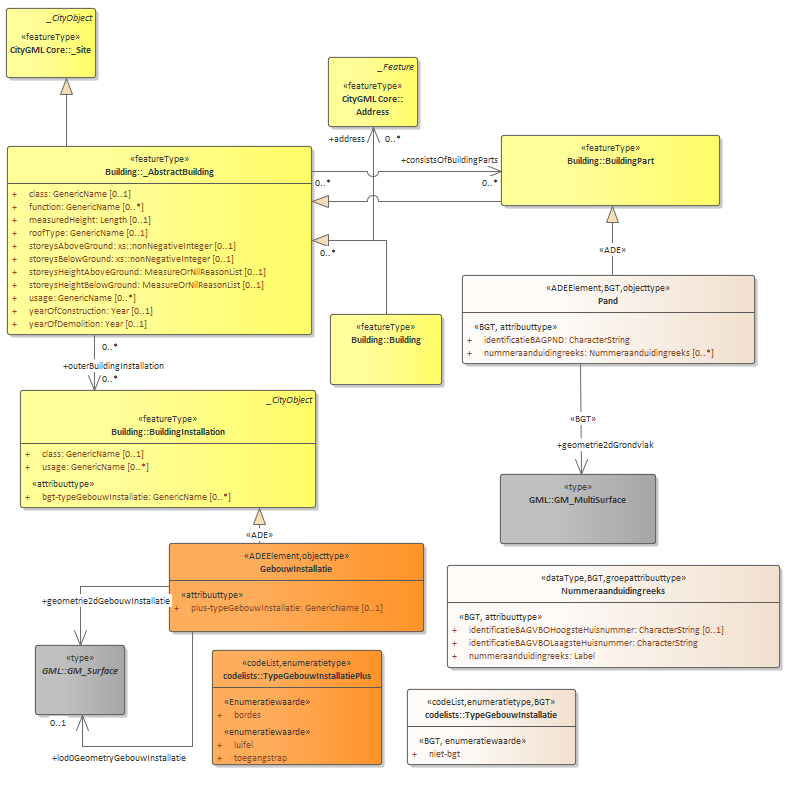 _CityObject
«featureType»
CityGML Core::_Site
_Feature
«featureType»
CityGML Core::
Address
+address
0..*
«featureType»
Building::_AbstractBuilding
+ class: GenericName [0..1]
+ function: GenericName [0..*]
+ measuredHeight: Length [0..1]
+ roofType: GenericName [0..1]
+ storeysAboveGround: xs::nonNegativeInteger [0..1]
+ storeysBelowGround: xs::nonNegativeInteger [0..1]
+ storeysHeightAboveGround: MeasureOrNilReasonList [0..1]
+ storeysHeightBelowGround: MeasureOrNilReasonList [0..1]
+ usage: GenericName [0..*]
+ yearOfConstruction: Year [0..1]
+ yearOfDemolition: Year [0..1]
+consistsOfBuildingParts
0..*
0..*
0..*
«featureType»
Building::BuildingPart
«ADE»
«ADEElement,BGT,objecttype»
Pand
«BGT, attribuuttype»
+ identificatieBAGPND: CharacterString
+ nummeraanduidingreeks: Nummeraanduidingreeks [0..*]
«featureType»
Building::Building
0..*
+outerBuildingInstallation
0..*
_CityObject
«featureType»
Building::BuildingInstallation
+ class: GenericName [0..1]
+ usage: GenericName [0..*]
«attribuuttype»
+ bgt-typeGebouwInstallatie: GenericName [0..*]
«BGT»
+geometrie2dGrondvlak
«type»
GML::GM_MultiSurface
«ADE»
«ADEElement,objecttype»
GebouwInstallatie
«attribuuttype»
+ plus-typeGebouwInstallatie: GenericName [0..1]
+geometrie2dGebouwInstallatie
«type»
GML::GM_Surface
0..1
+lod0GeometryGebouwInstallatie
«dataType,BGT,groepattribuuttype»
Nummeraanduidingreeks
«BGT, attribuuttype»
+ identificatieBAGVBOHoogsteHuisnummer: CharacterString [0..1]
+ identificatieBAGVBOLaagsteHuisnummer: CharacterString
+ nummeraanduidingreeks: Label
«codeList,enumeratietype»
codelists::TypeGebouwInstallatiePlus
«Enumeratiewaarde»
+ bordes
«enumeratiewaarde»
+ luifel
+ toegangstrap
«codeList,enumeratietype,BGT»
codelists::TypeGebouwInstallatie
«BGT, enumeratiewaarde»
+ niet-bgt